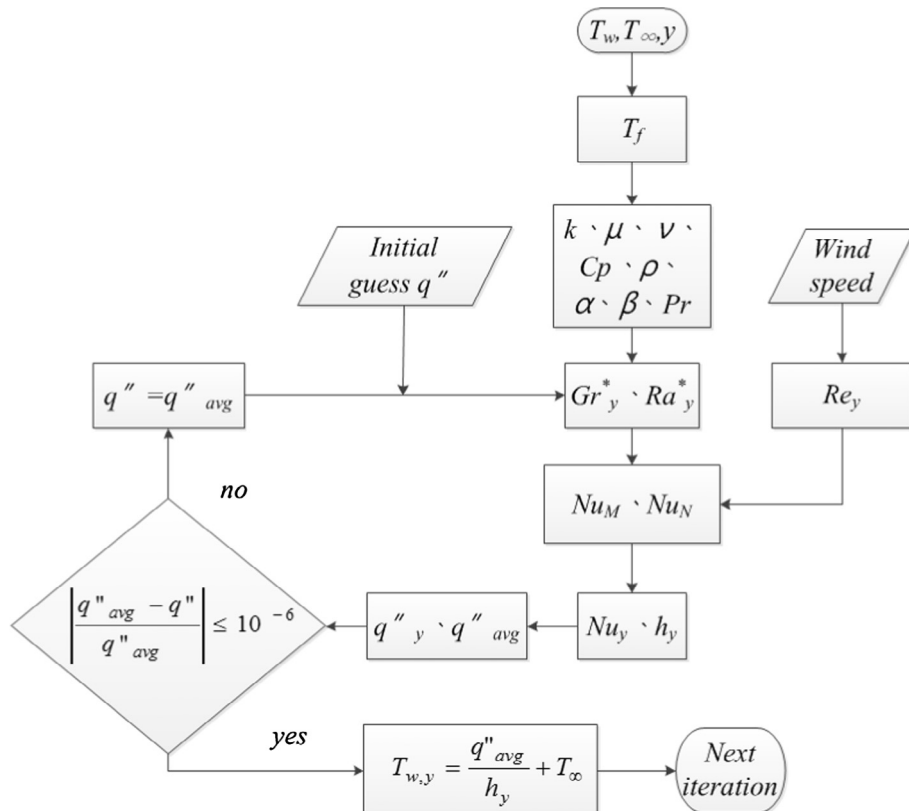 T_w, T_∞, y
T_f
k、μ、ν、
Cp、ρ、
α、β、Pr
Initial
guess q″
Wind
speed
q″ = q″_avg
Gr*_y、Ra*_y
Re_y
no
Nu_M、Nu_N
|(q"_avg − q")/q"_avg| ≤ 10^−6
q″_y、q″_avg
Nu_y、h_y
yes
T_w,y = q"_avg/h_y + T_∞
Next
iteration